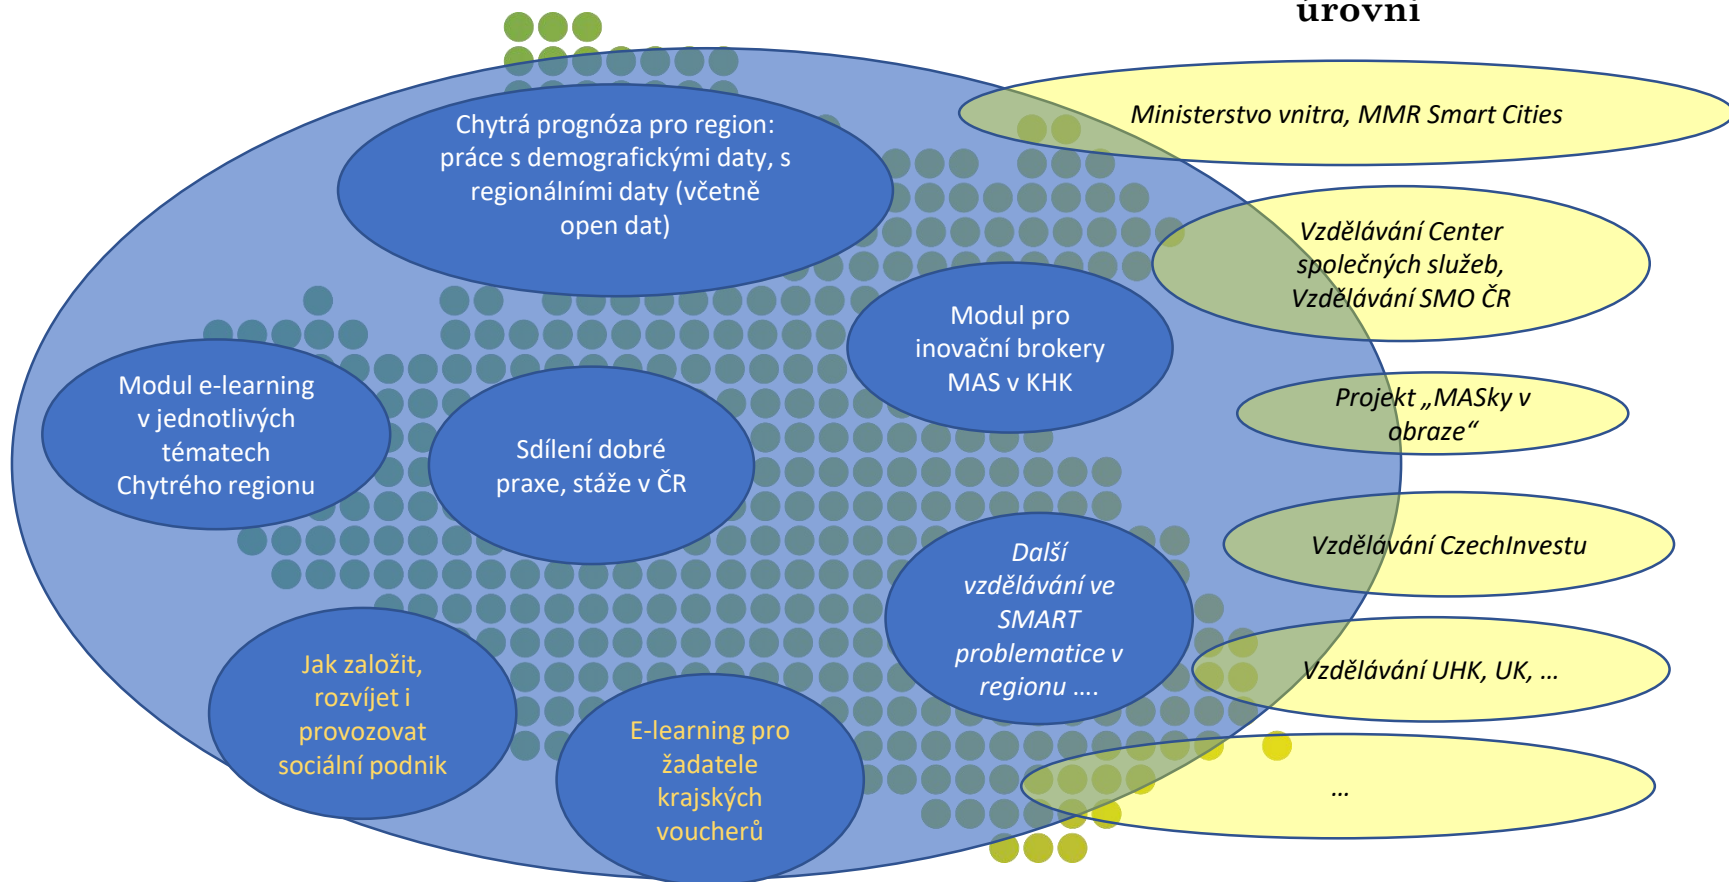 úrovni
Chytrá prognóza pro region:
práce s demografickými daty, s
regionálními daty (včetně
open dat)
Ministerstvo vnitra, MMR Smart Cities
Vzdělávání Center
společných služeb,
Vzdělávání SMO ČR
Modul pro
inovační brokery
MAS v KHK
Modul e-learning
v jednotlivých
tématech
Chytrého regionu
Sdílení dobré
praxe, stáže v ČR
Projekt „MASky v
obraze“
Další
vzdělávání ve
SMART
problematice v
regionu ….
Vzdělávání CzechInvestu
Jak založit,
rozvíjet i
provozovat
sociální podnik
E-learning pro
žadatele
krajských
voucherů
Vzdělávání UHK, UK, …
…